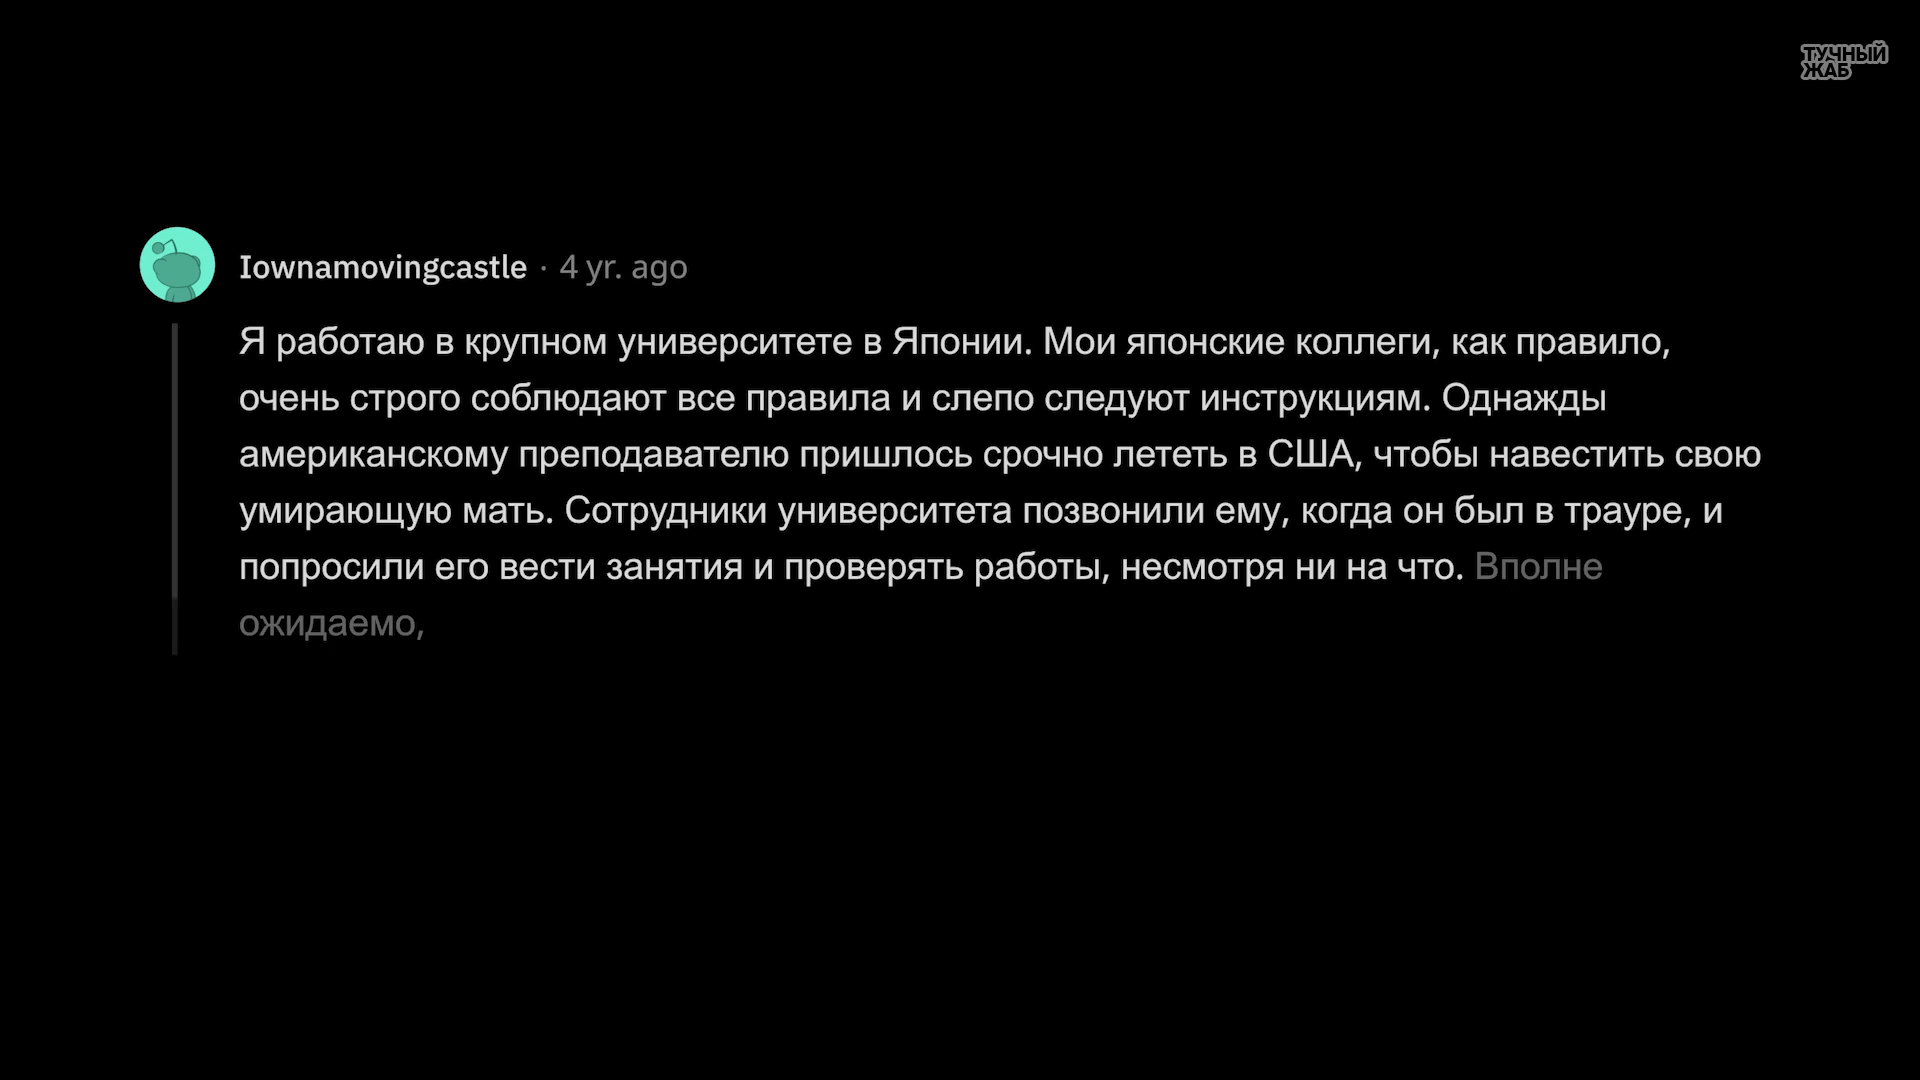 ТУЧНЫЙ
ЖАБ
Iownamovingcastle · 4 yr. ago
Я работаю в крупном университете в Японии. Мои японские коллеги, как правило,
очень строго соблюдают все правила и слепо следуют инструкциям. Однажды
американскому преподавателю пришлось срочно лететь в США, чтобы навестить свою
умирающую мать. Сотрудники университета позвонили ему, когда он был в трауре, и
попросили его вести занятия и проверять работы, несмотря ни на что. Вполне
ожидаемо,